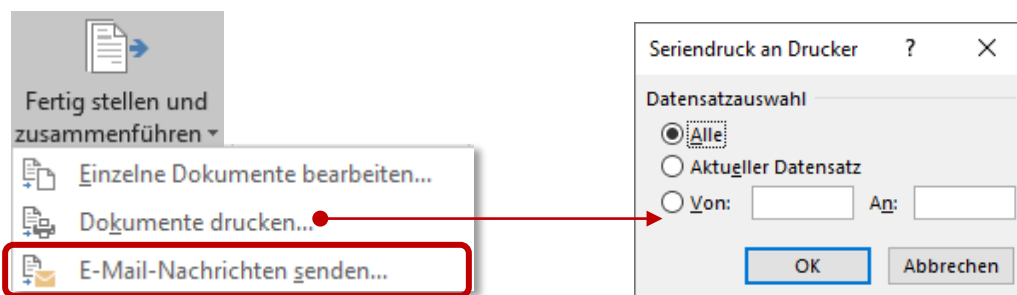 Fertig stellen und
zusammenführen
Einzelne Dokumente bearbeiten...
Dokumente drucken...
E-Mail-Nachrichten senden...
Seriendruck an Drucker ? ×
Datensatzauswahl
Alle
Aktueller Datensatz
Von: An:
OK Abbrechen